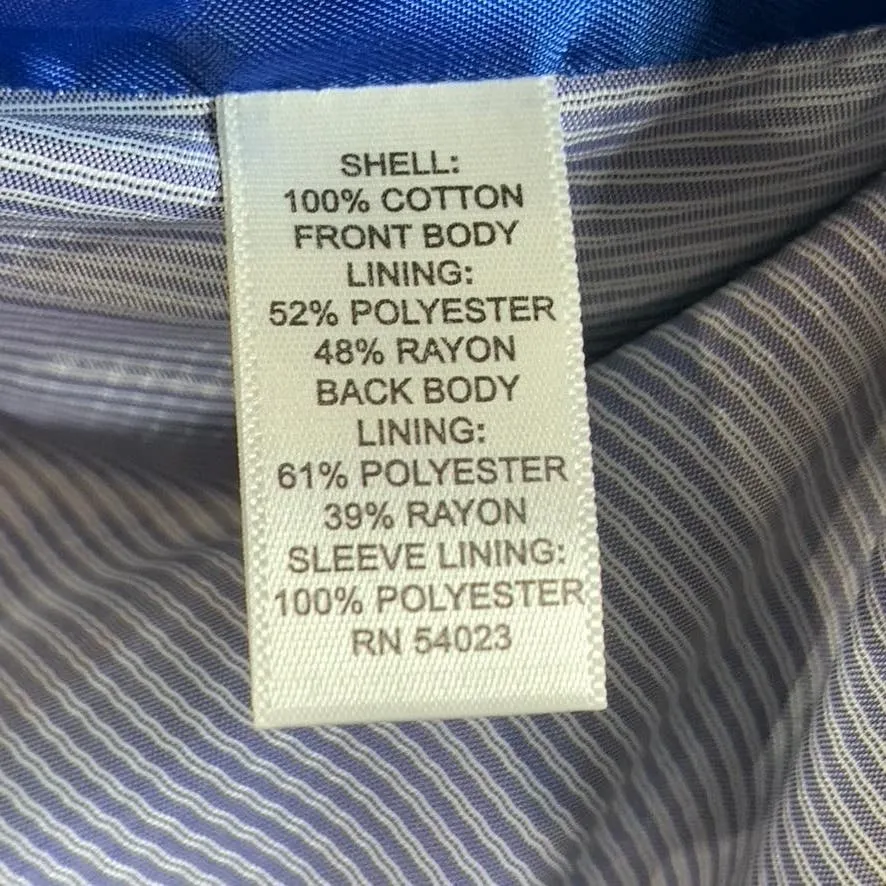 SHELL:
100% COTTON
FRONT BODY
LINING:
52% POLYESTER
48% RAYON
BACK BODY
LINING:
61% POLYESTER
39% RAYON
SLEEVE LINING:
100% POLYESTER
RN 54023